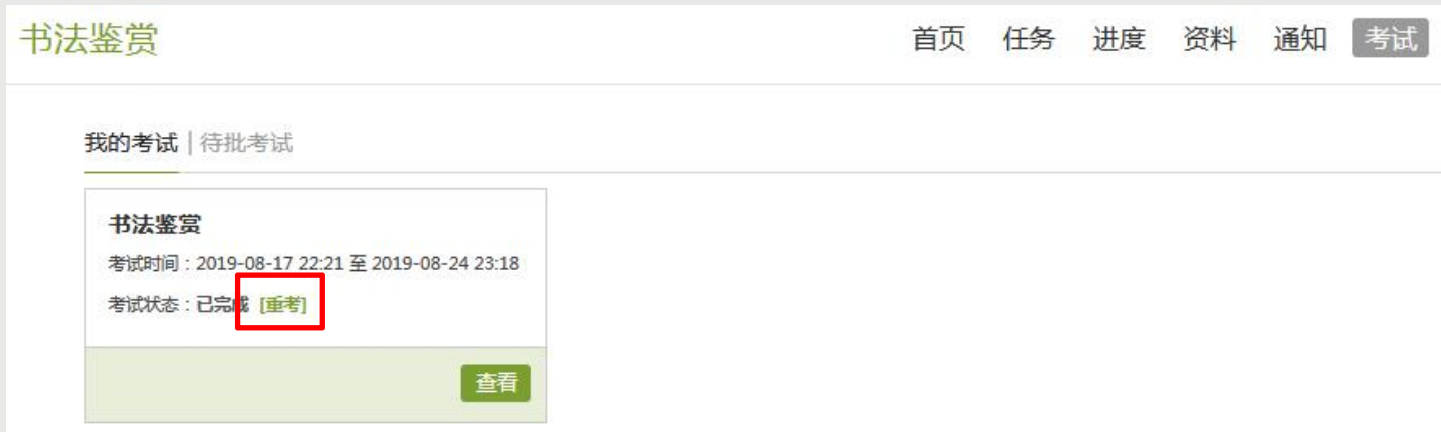 书法鉴赏 首页 任务 进度 资料 通知 考试
我的考试 | 待批考试
书法鉴赏
考试时间：2019-08-17 22:21 至 2019-08-24 23:18
考试状态：已完成 [重考]
查看